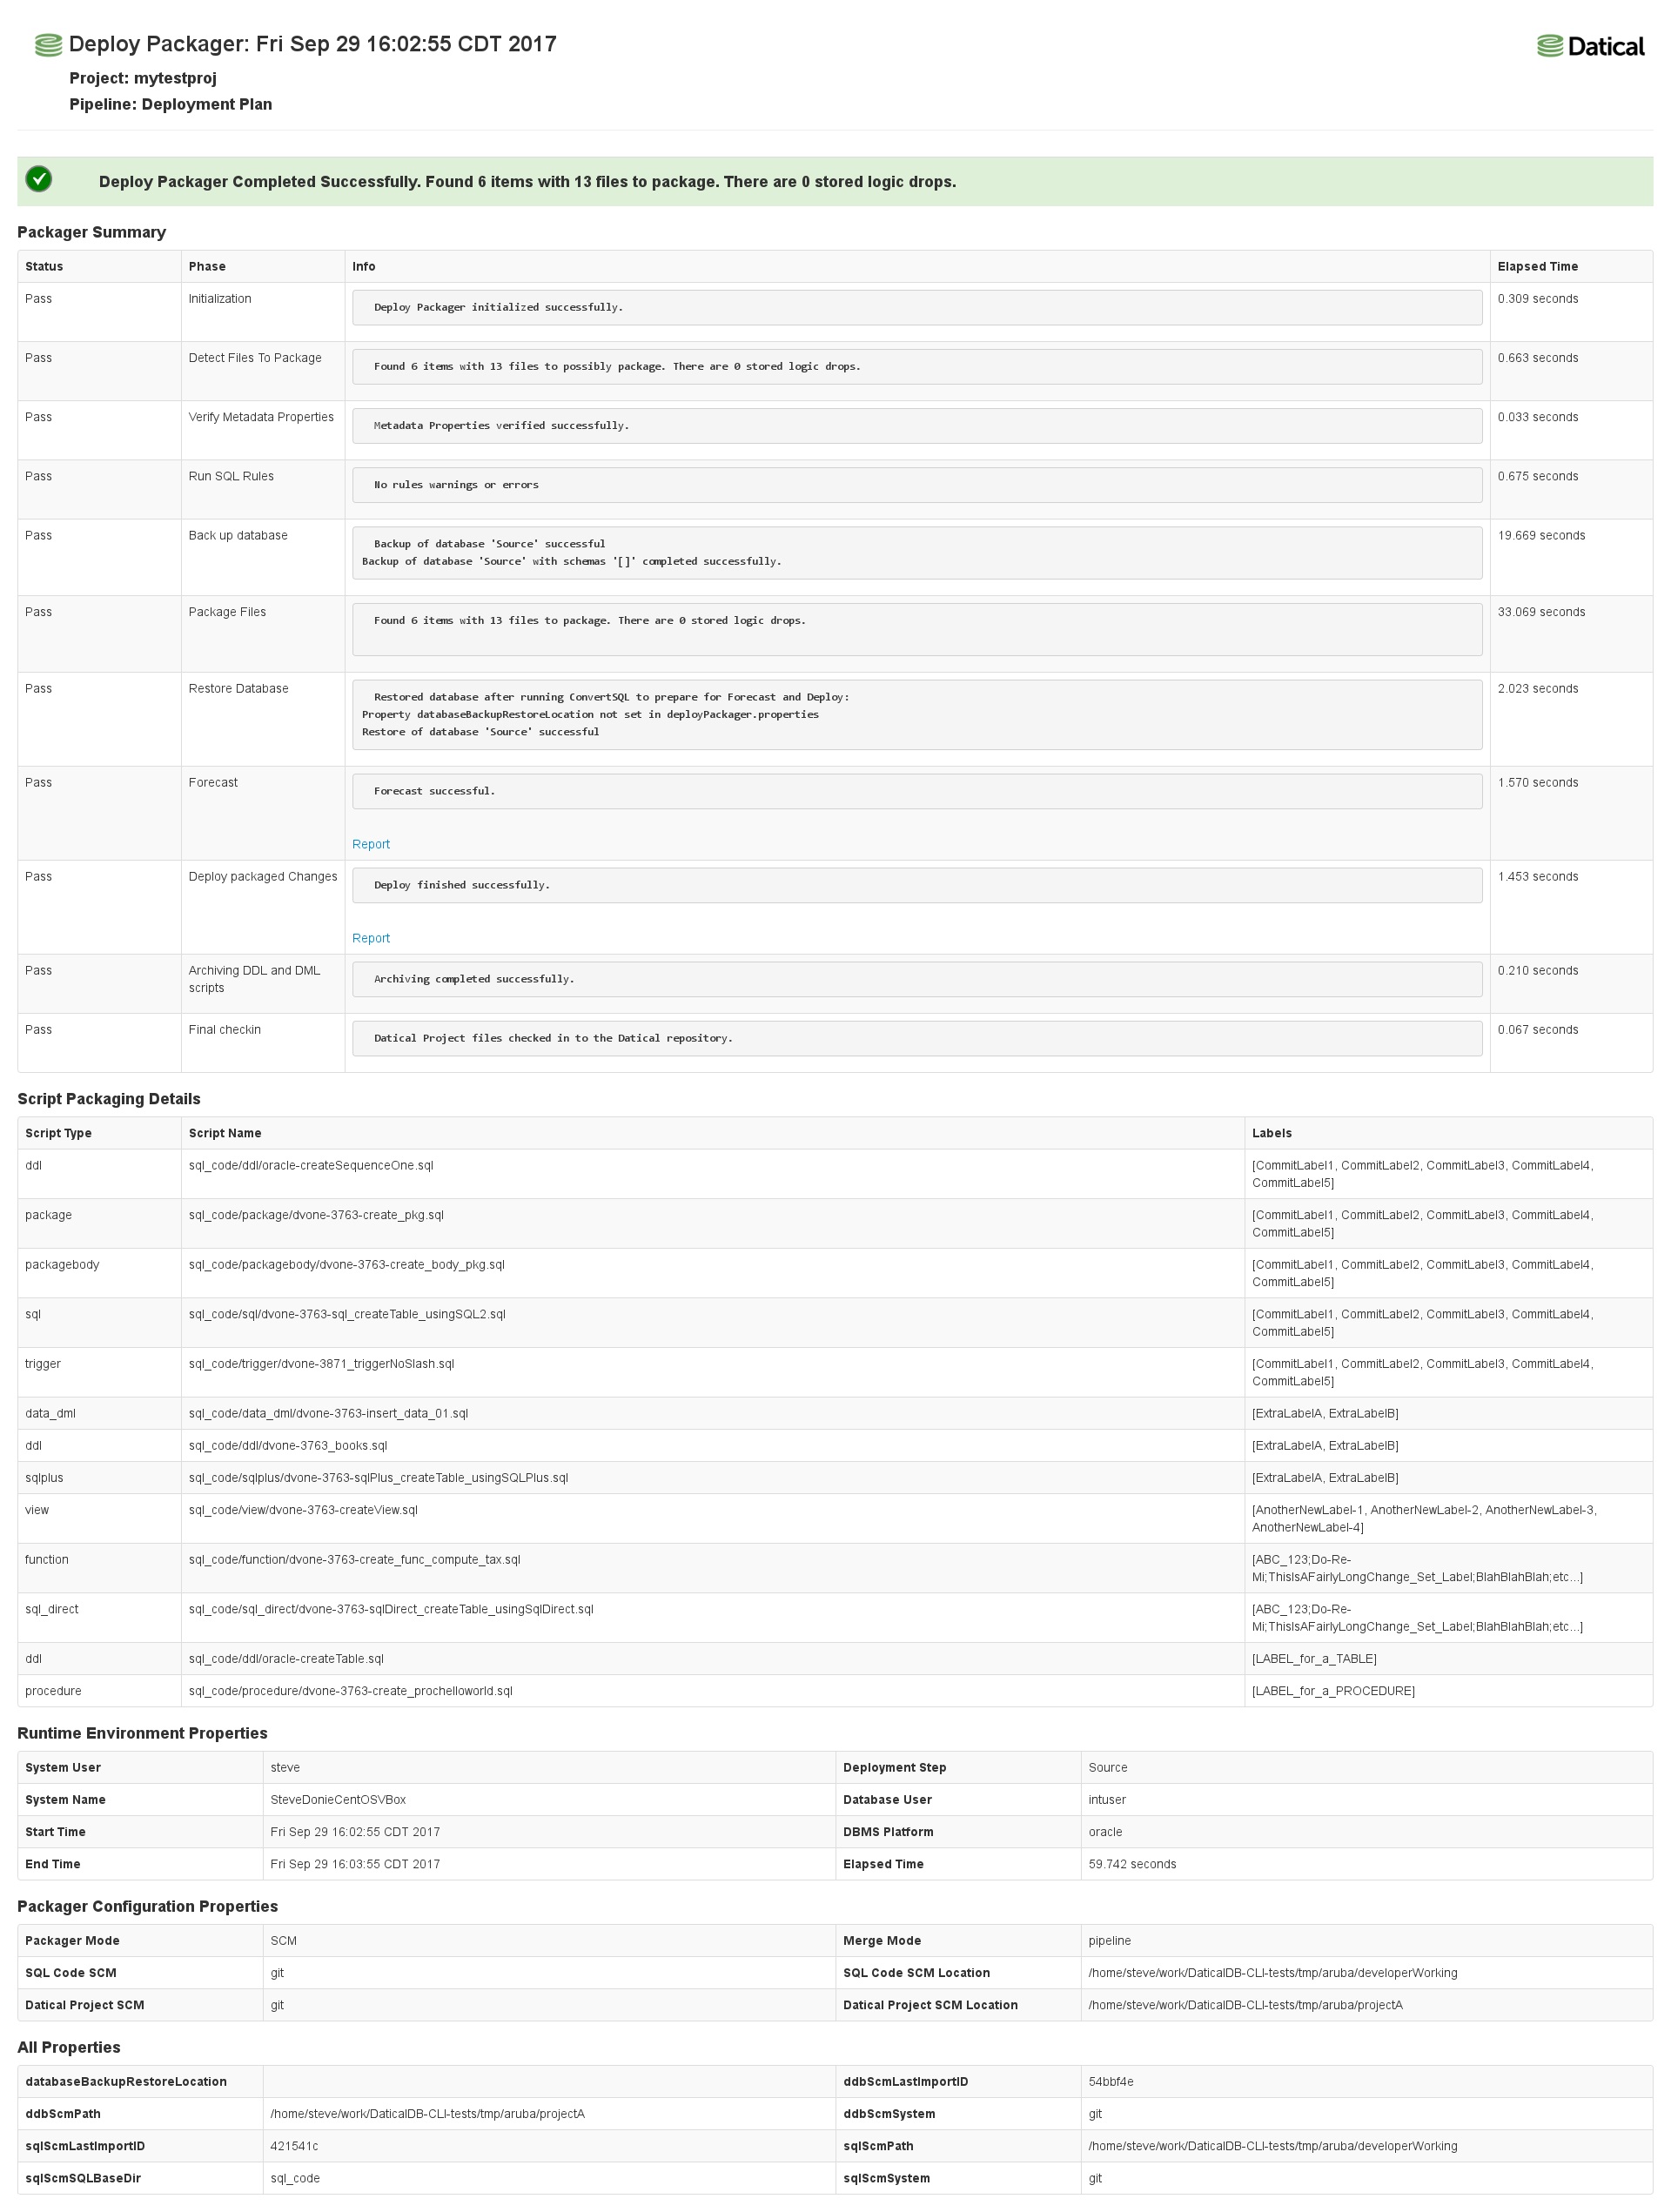 Deploy Packager: Fri Sep 29 16:02:55 CDT 2017
Datical
Project: mytestproj
Pipeline: Deployment Plan
Deploy Packager Completed Successfully. Found 6 items with 13 files to package. There are 0 stored logic drops.
Packager Summary
Status Phase Info Elapsed Time
Pass Initialization Deploy Packager initialized successfully. 0.309 seconds
Pass Detect Files To Package Found 6 items with 13 files to possibly package. There are 0 stored logic drops. 0.663 seconds
Pass Verify Metadata Properties Metadata Properties verified successfully. 0.033 seconds
Pass Run SQL Rules No rules warnings or errors 0.675 seconds
Pass Back up database Backup of database 'Source' successful 19.669 seconds
Backup of database 'Source' with schemas '[]' completed successfully.
Pass Package Files Found 6 items with 13 files to package. There are 0 stored logic drops. 33.069 seconds
Pass Restore Database Restored database after running ConvertSQL to prepare for Forecast and Deploy: 2.023 seconds
Property databaseBackupRestoreLocation not set in deployPackager.properties
Restore of database 'Source' successful
Pass Forecast Forecast successful. 1.570 seconds
Report
Pass Deploy packaged Changes Deploy finished successfully. 1.453 seconds
Report
Pass Archiving DDL and DML Archiving completed successfully. 0.210 seconds
scripts
Pass Final checkin Datical Project files checked in to the Datical repository. 0.067 seconds
Script Packaging Details
Script Type Script Name Labels
ddl sql_code/ddl/oracle-createSequenceOne.sql [CommitLabel1, CommitLabel2, CommitLabel3, CommitLabel4,
CommitLabel5]
package sql_code/package/dvone-3763-create_pkg.sql [CommitLabel1, CommitLabel2, CommitLabel3, CommitLabel4,
CommitLabel5]
packagebody sql_code/packagebody/dvone-3763-create_body_pkg.sql [CommitLabel1, CommitLabel2, CommitLabel3, CommitLabel4,
CommitLabel5]
sql sql_code/sql/dvone-3763-sql_createTable_usingSQL2.sql [CommitLabel1, CommitLabel2, CommitLabel3, CommitLabel4,
CommitLabel5]
trigger sql_code/trigger/dvone-3871_triggerNoSlash.sql [CommitLabel1, CommitLabel2, CommitLabel3, CommitLabel4,
CommitLabel5]
data_dml sql_code/data_dml/dvone-3763-insert_data_01.sql [ExtraLabelA, ExtraLabelB]
ddl sql_code/ddl/dvone-3763_books.sql [ExtraLabelA, ExtraLabelB]
sqlplus sql_code/sqlplus/dvone-3763-sqlPlus_createTable_usingSQLPlus.sql [ExtraLabelA, ExtraLabelB]
view sql_code/view/dvone-3763-createView.sql [AnotherNewLabel-1, AnotherNewLabel-2, AnotherNewLabel-3,
AnotherNewLabel-4]
function sql_code/function/dvone-3763-create_func_compute_tax.sql [ABC_123;Do-Re-
Mi;ThisIsAFairlyLongChange_Set_Label;BlahBlahBlah;etc...]
sql_direct sql_code/sql_direct/dvone-3763-sqlDirect_createTable_usingSqlDirect.sql [ABC_123;Do-Re-
Mi;ThisIsAFairlyLongChange_Set_Label;BlahBlahBlah;etc...]
ddl sql_code/ddl/oracle-createTable.sql [LABEL_for_a_TABLE]
procedure sql_code/procedure/dvone-3763-create_prochelloworld.sql [LABEL_for_a_PROCEDURE]
Runtime Environment Properties
System User steve Deployment Step Source
System Name SteveDonieCentOSVBox Database User intuser
Start Time Fri Sep 29 16:02:55 CDT 2017 DBMS Platform oracle
End Time Fri Sep 29 16:03:55 CDT 2017 Elapsed Time 59.742 seconds
Packager Configuration Properties
Packager Mode SCM Merge Mode pipeline
SQL Code SCM git SQL Code SCM Location /home/steve/work/DaticalDB-CLI-tests/tmp/aruba/developerWorking
Datical Project SCM git Datical Project SCM Location /home/steve/work/DaticalDB-CLI-tests/tmp/aruba/projectA
All Properties
databaseBackupRestoreLocation ddbScmLastImportID 54bbf4e
ddbScmPath /home/steve/work/DaticalDB-CLI-tests/tmp/aruba/projectA ddbScmSystem git
sqlScmLastImportID 421541c sqlScmPath /home/steve/work/DaticalDB-CLI-tests/tmp/aruba/developerWorking
sqlScmSQLBaseDir sql_code sqlScmSystem git